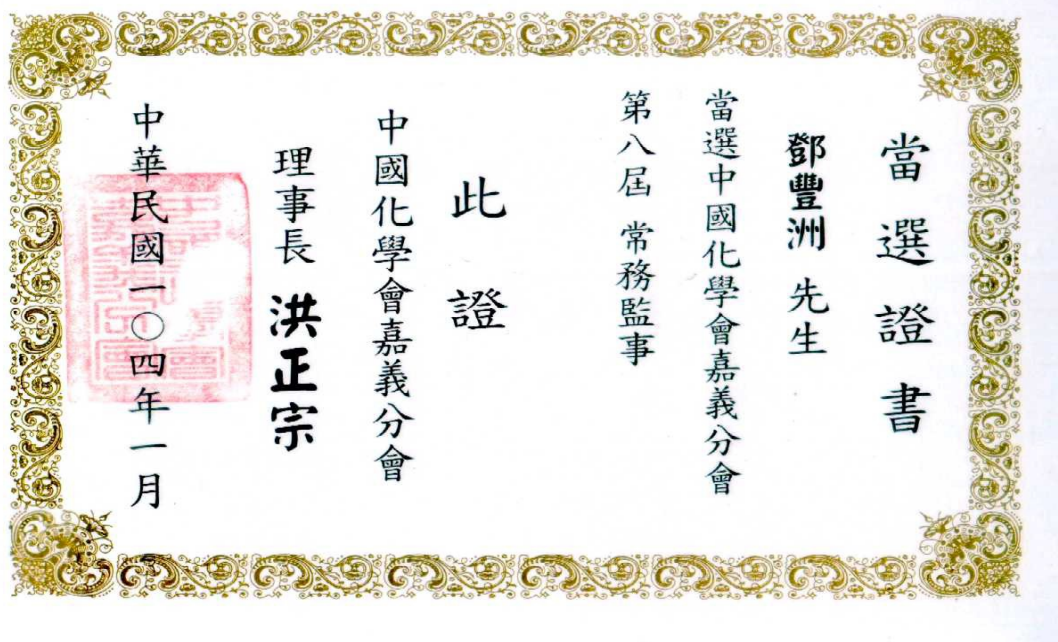 當選證書
鄧豐洲 先生
當選中國化學會嘉義分會
第八屆 常務監事
此證
中國化學會嘉義分會
理事長 洪正宗
中華民國一〇四年一月